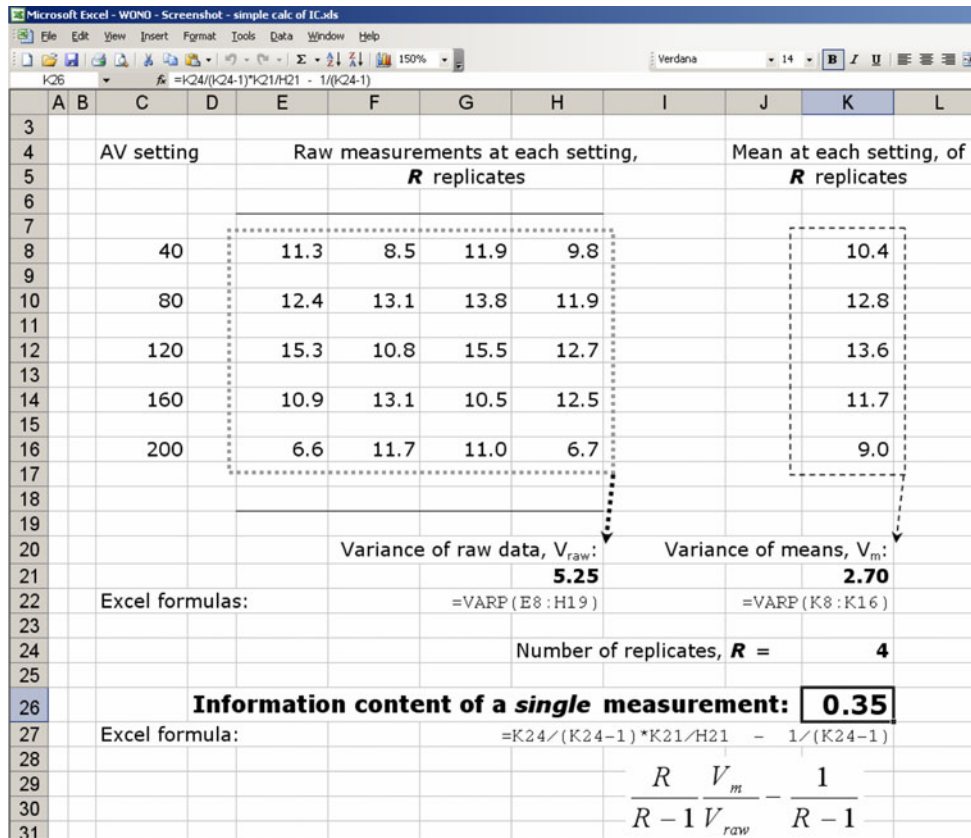 Microsoft Excel - WONO - Screenshot - simple calc of IC.xls
File Edit View Insert Format Tools Data Window Help
150% Verdana 14 B I U
K26 fx =K24/(K24-1)*K21/H21 - 1/(K24-1)
A B C D E F G H I J K L
3
4 AV setting Raw measurements at each setting, Mean at each setting, of
5 R replicates R replicates
6
7
8 40 11.3 8.5 11.9 9.8 10.4
9
10 80 12.4 13.1 13.8 11.9 12.8
11
12 120 15.3 10.8 15.5 12.7 13.6
13
14 160 10.9 13.1 10.5 12.5 11.7
15
16 200 6.6 11.7 11.0 6.7 9.0
17
18
19
20 Variance of raw data, Vraw: Variance of means, Vm:
21 5.25 2.70
22 Excel formulas: =VARP(E8:H19) =VARP(K8:K16)
23
24 Number of replicates, R = 4
25
26 Information content of a single measurement: 0.35
27 Excel formula: =K24/(K24-1)*K21/H21 - 1/(K24-1)
28
29 R Vm 1
30 R - 1 Vraw - R - 1
31